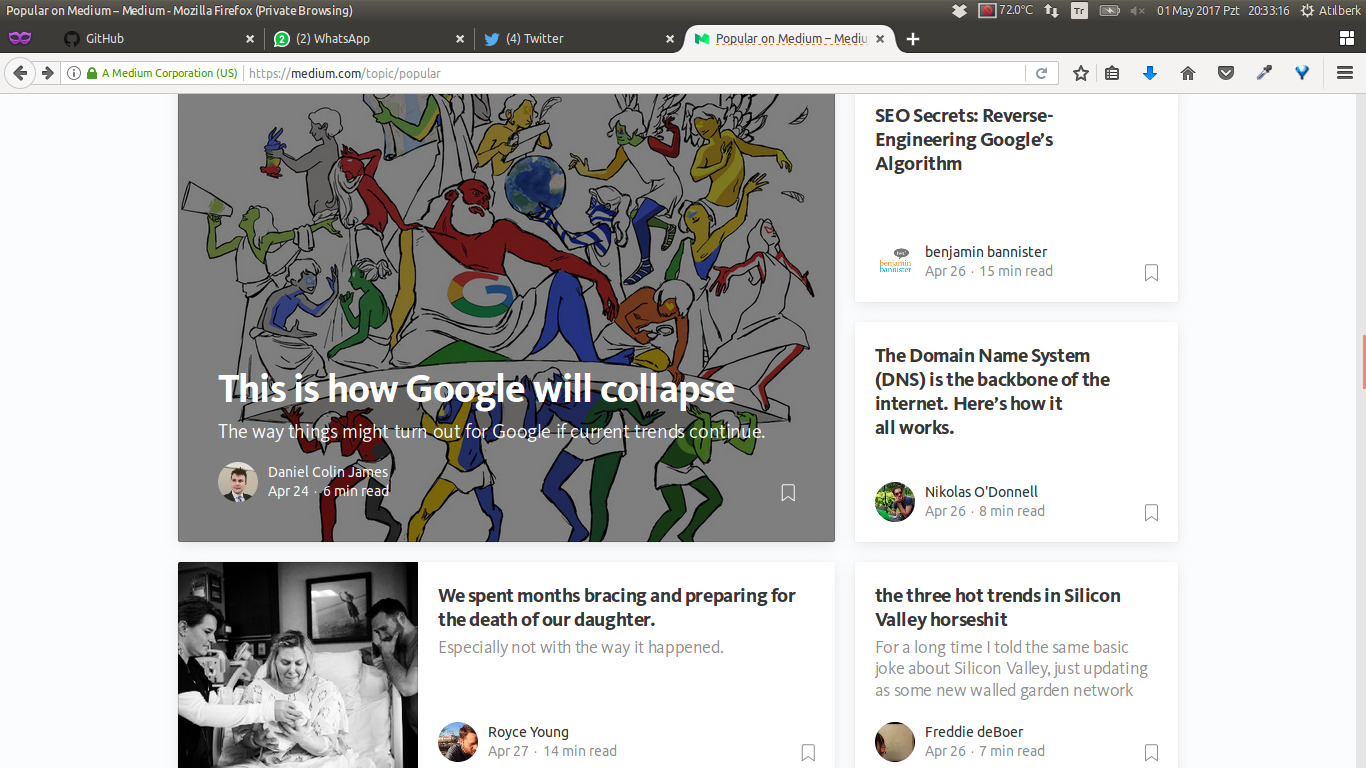 Popular on Medium – Medium - Mozilla Firefox (Private Browsing)
72.0°C
Tr
01 May 2017 Pzt 20:33:16
Atılberk
GitHub
2
(2) WhatsApp
(4) Twitter
Popular on Medium – Mediu
A Medium Corporation (US)
https://medium.com/topic/popular
G
This is how Google will collapse
The way things might turn out for Google if current trends continue.
Daniel Colin James
Apr 24 · 6 min read
SEO Secrets: Reverse-
Engineering Google’s
Algorithm
benjamin
bannister
benjamin bannister
Apr 26 · 15 min read
The Domain Name System
(DNS) is the backbone of the
internet. Here’s how it
all works.
Nikolas O'Donnell
Apr 26 · 8 min read
We spent months bracing and preparing for
the death of our daughter.
Especially not with the way it happened.
Royce Young
Apr 27 · 14 min read
the three hot trends in Silicon
Valley horseshit
For a long time I told the same basic
joke about Silicon Valley, just updating
as some new walled garden network
Freddie deBoer
Apr 26 · 7 min read